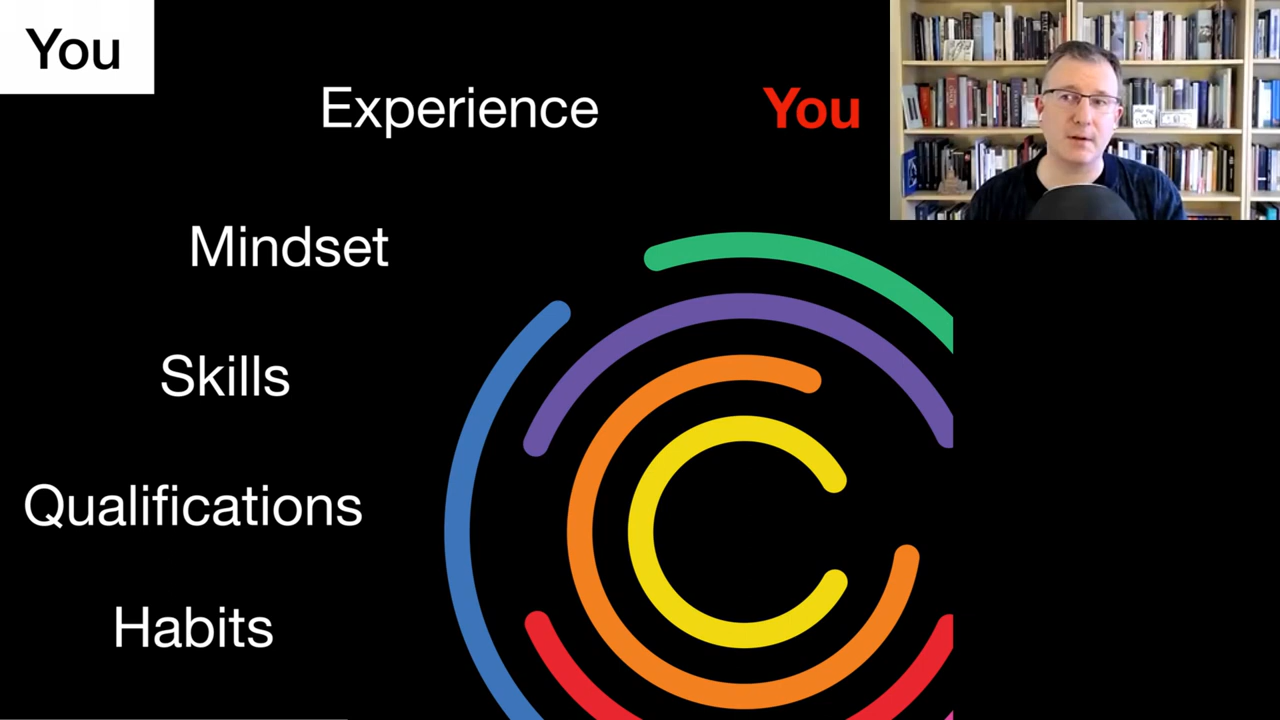 You
Experience
You
Mindset
Skills
Qualifications
Habits